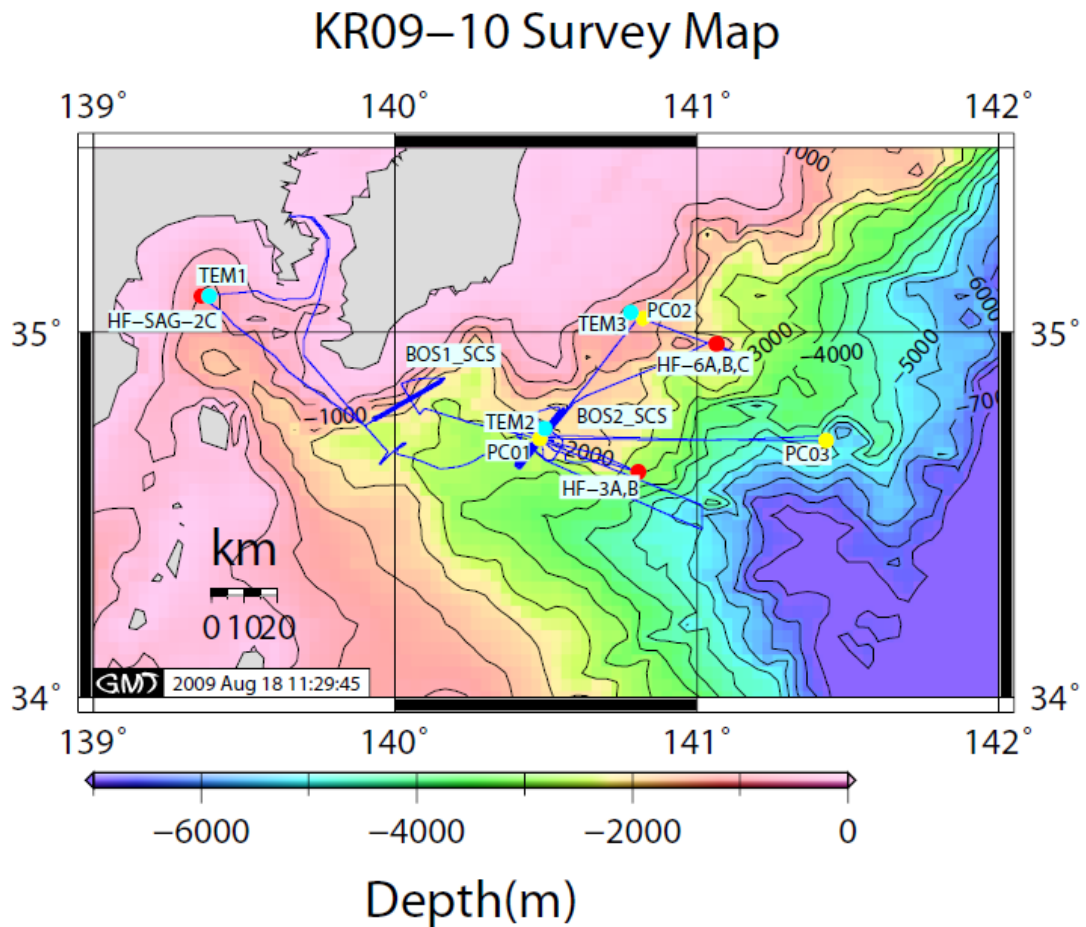 KR09−10 Survey Map
139° 140° 141° 142°
1000
TEM1
HF−SAG−2C
35°
TEM3
PC02
35°
−6000
−3000
HF−6A,B,C
−4000
−5000
BOS1_SCS
−1000
TEM2
BOS2_SCS
−700
PC01
−2000
PC03
HF−3A,B
km
0 10 20
GMT 2009 Aug 18 11:29:45
34°
34°
139° 140° 141° 142°
−6000 −4000 −2000 0
Depth(m)